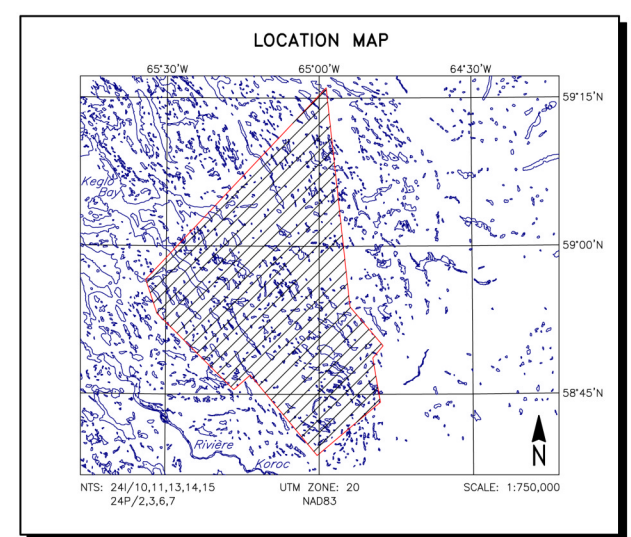 LOCATION MAP
65°30'W 65°00'W 64°30'W
59°15'N
Keglo
Bay
59°00'N
58°45'N
Rivière
Koroc
N
NTS: 24I/10,11,13,14,15 UTM ZONE: 20 SCALE: 1:750,000
24P/2,3,6,7 NAD83